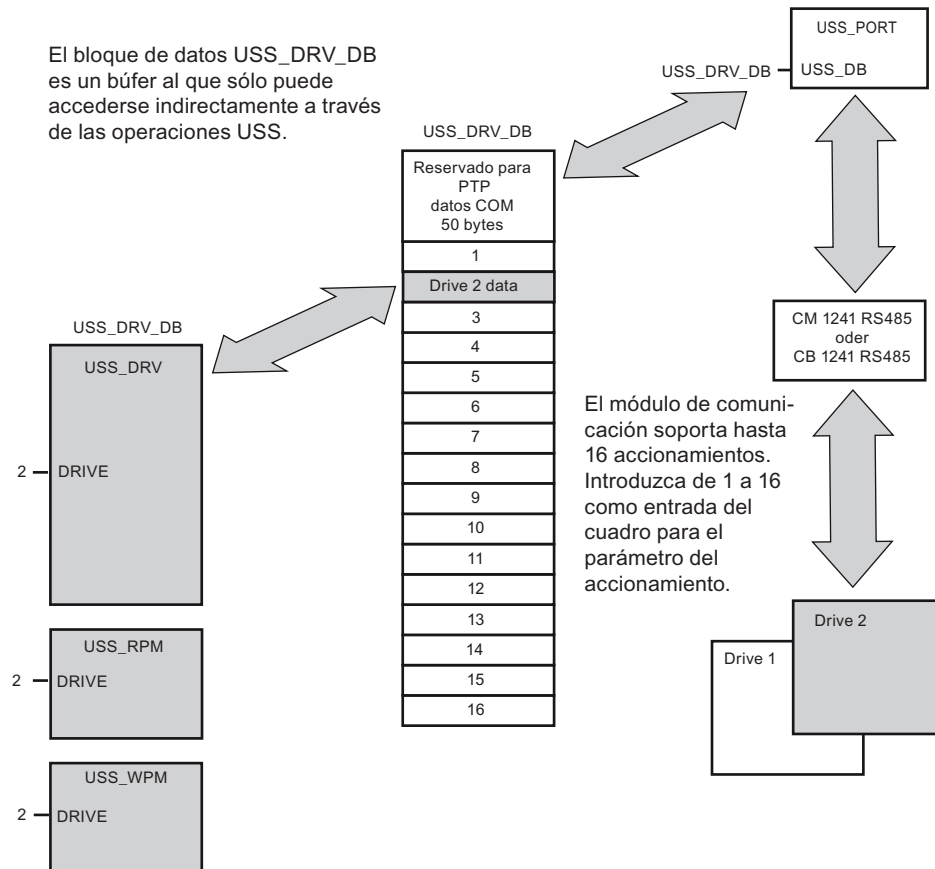 El bloque de datos USS_DRV_DB
es un búfer al que sólo puede
accederse indirectamente a través
de las operaciones USS.
USS_PORT
USS_DRV_DB
USS_DB
USS_DRV_DB
Reservado para
PTP
datos COM
50 bytes
1
Drive 2 data
3
4
5
6
7
8
9
10
11
12
13
14
15
16
USS_DRV_DB
USS_DRV
2
DRIVE
USS_RPM
2
DRIVE
USS_WPM
2
DRIVE
CM 1241 RS485
oder
CB 1241 RS485
El módulo de comuni-
cación soporta hasta
16 accionamientos.
Introduzca de 1 a 16
como entrada del
cuadro para el
parámetro del
accionamiento.
Drive 2
Drive 1